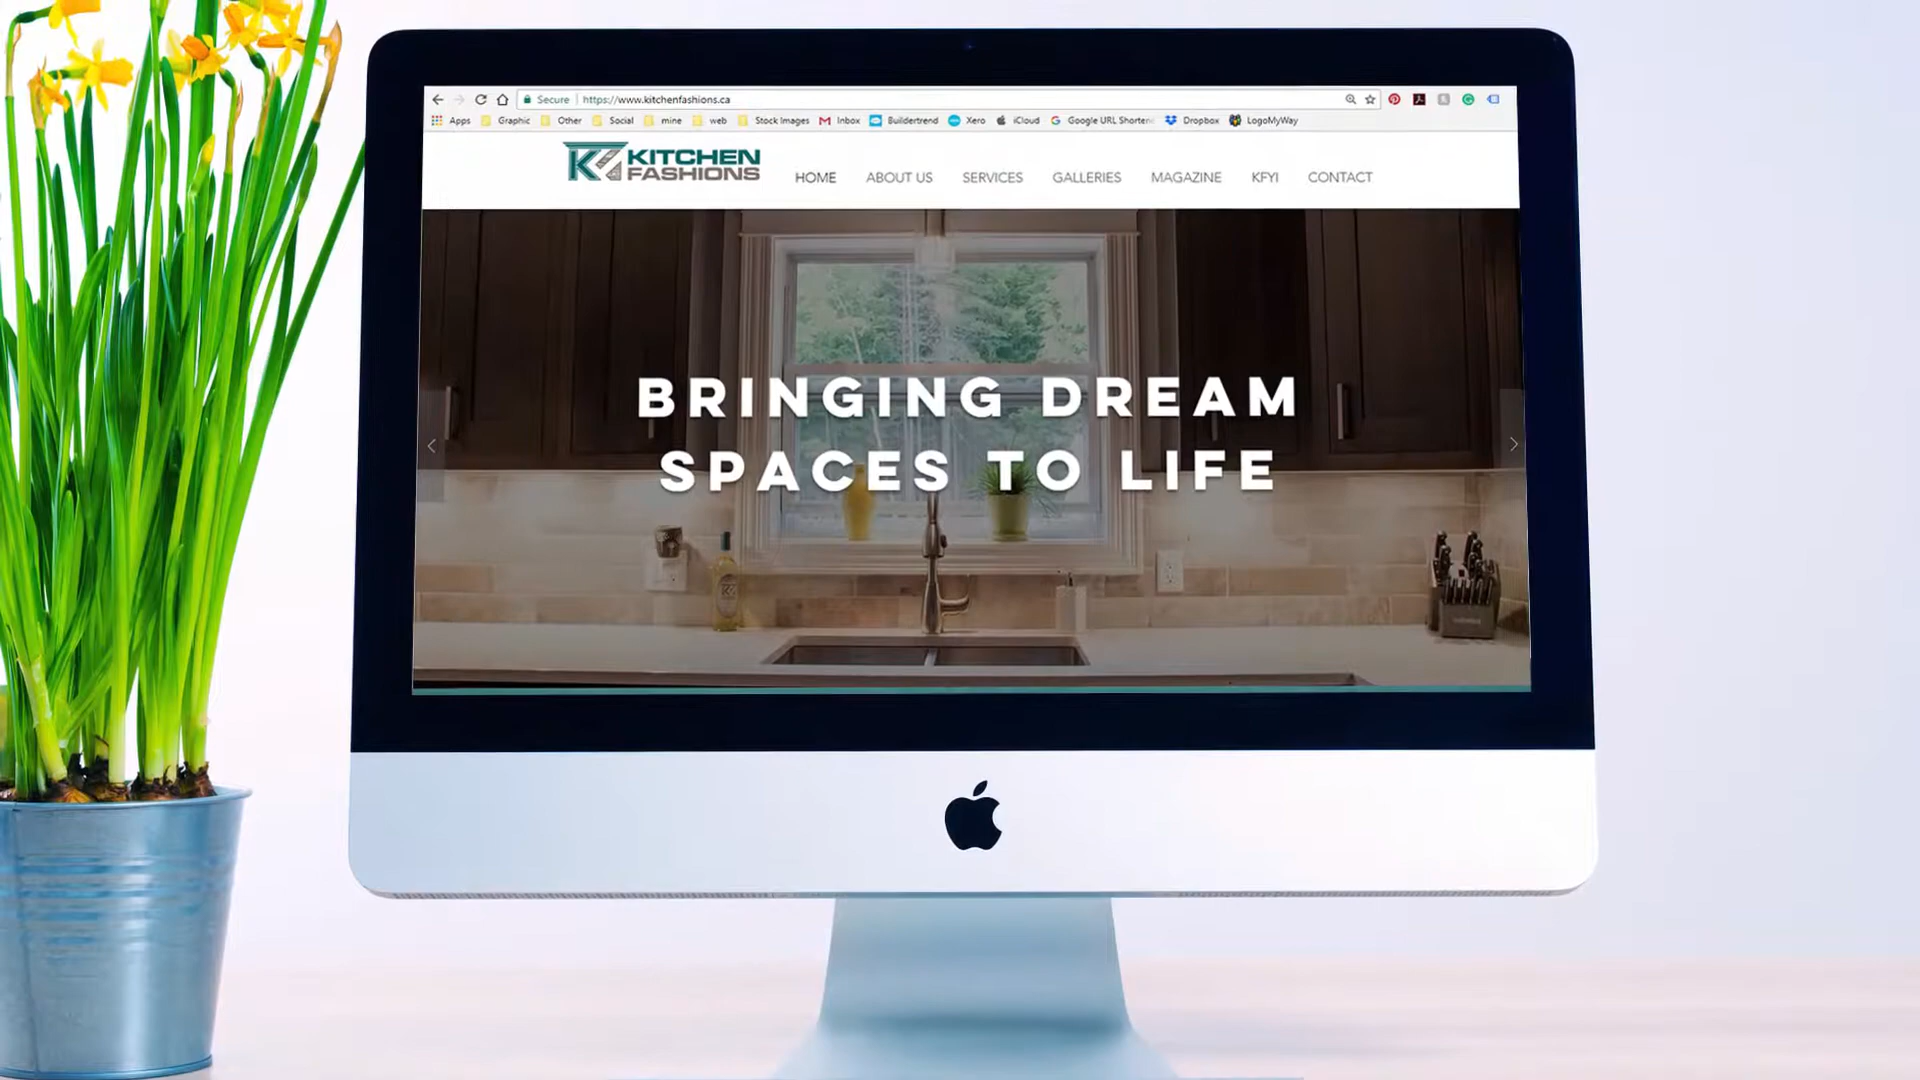 Secure https://www.kitchenfashions.ca
Apps Graphic Other Social mine web Stock Images Inbox Buildertrend Xero iCloud Google URL Shorten Dropbox LogoMyWay
KITCHEN
FASHIONS
HOME ABOUT US SERVICES GALLERIES MAGAZINE KFYI CONTACT
BRINGING DREAM
SPACES TO LIFE